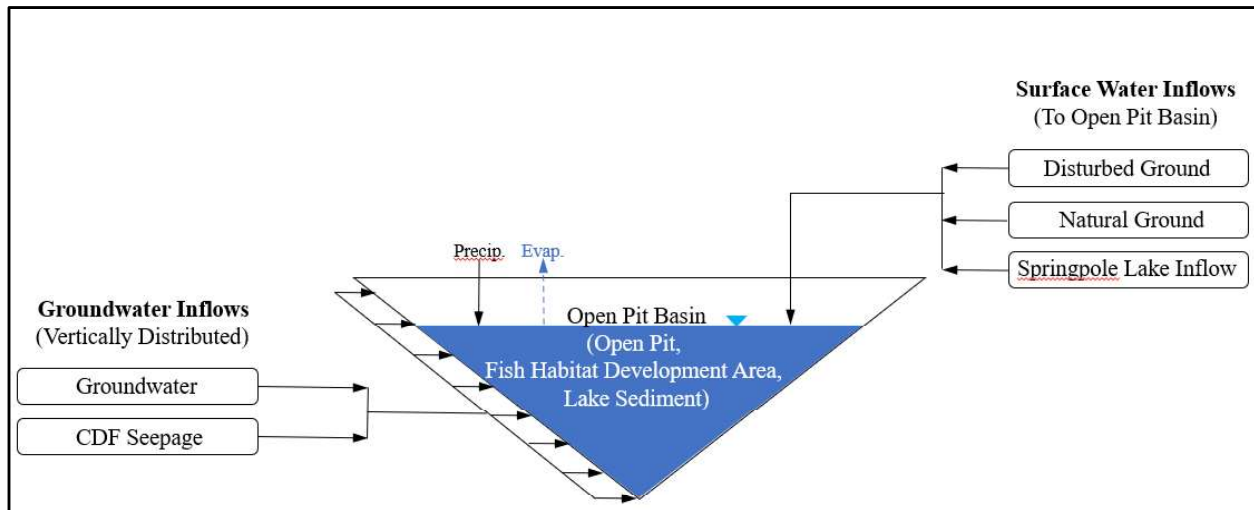 Surface Water Inflows
(To Open Pit Basin)
Disturbed Ground
Natural Ground
Springpole Lake Inflow
Precip.
Evap.
Groundwater Inflows
(Vertically Distributed)
Groundwater
CDF Seepage
Open Pit Basin
(Open Pit,
Fish Habitat Development Area,
Lake Sediment)